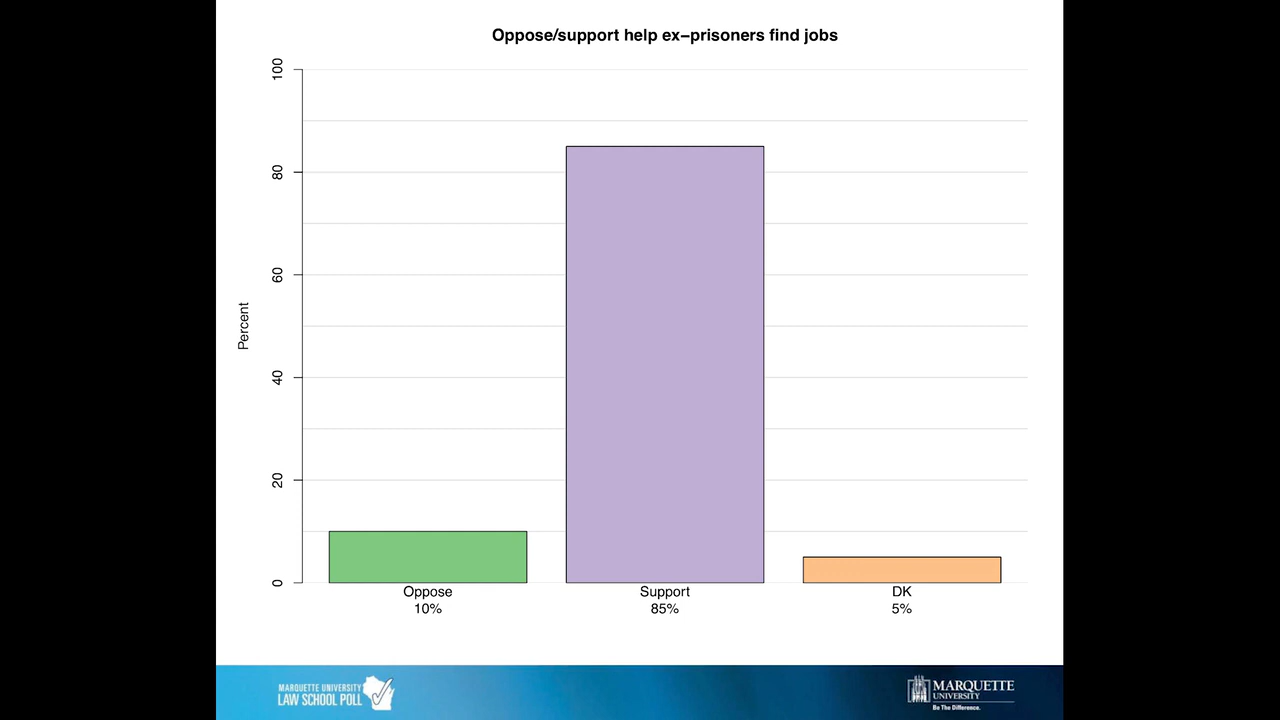 Oppose/support help ex−prisoners find jobs
Percent
100
80
60
40
20
0
Oppose Support DK
10% 85% 5%
MARQUETTE UNIVERSITY
LAW SCHOOL POLL
MARQUETTE
UNIVERSITY
Be The Difference.